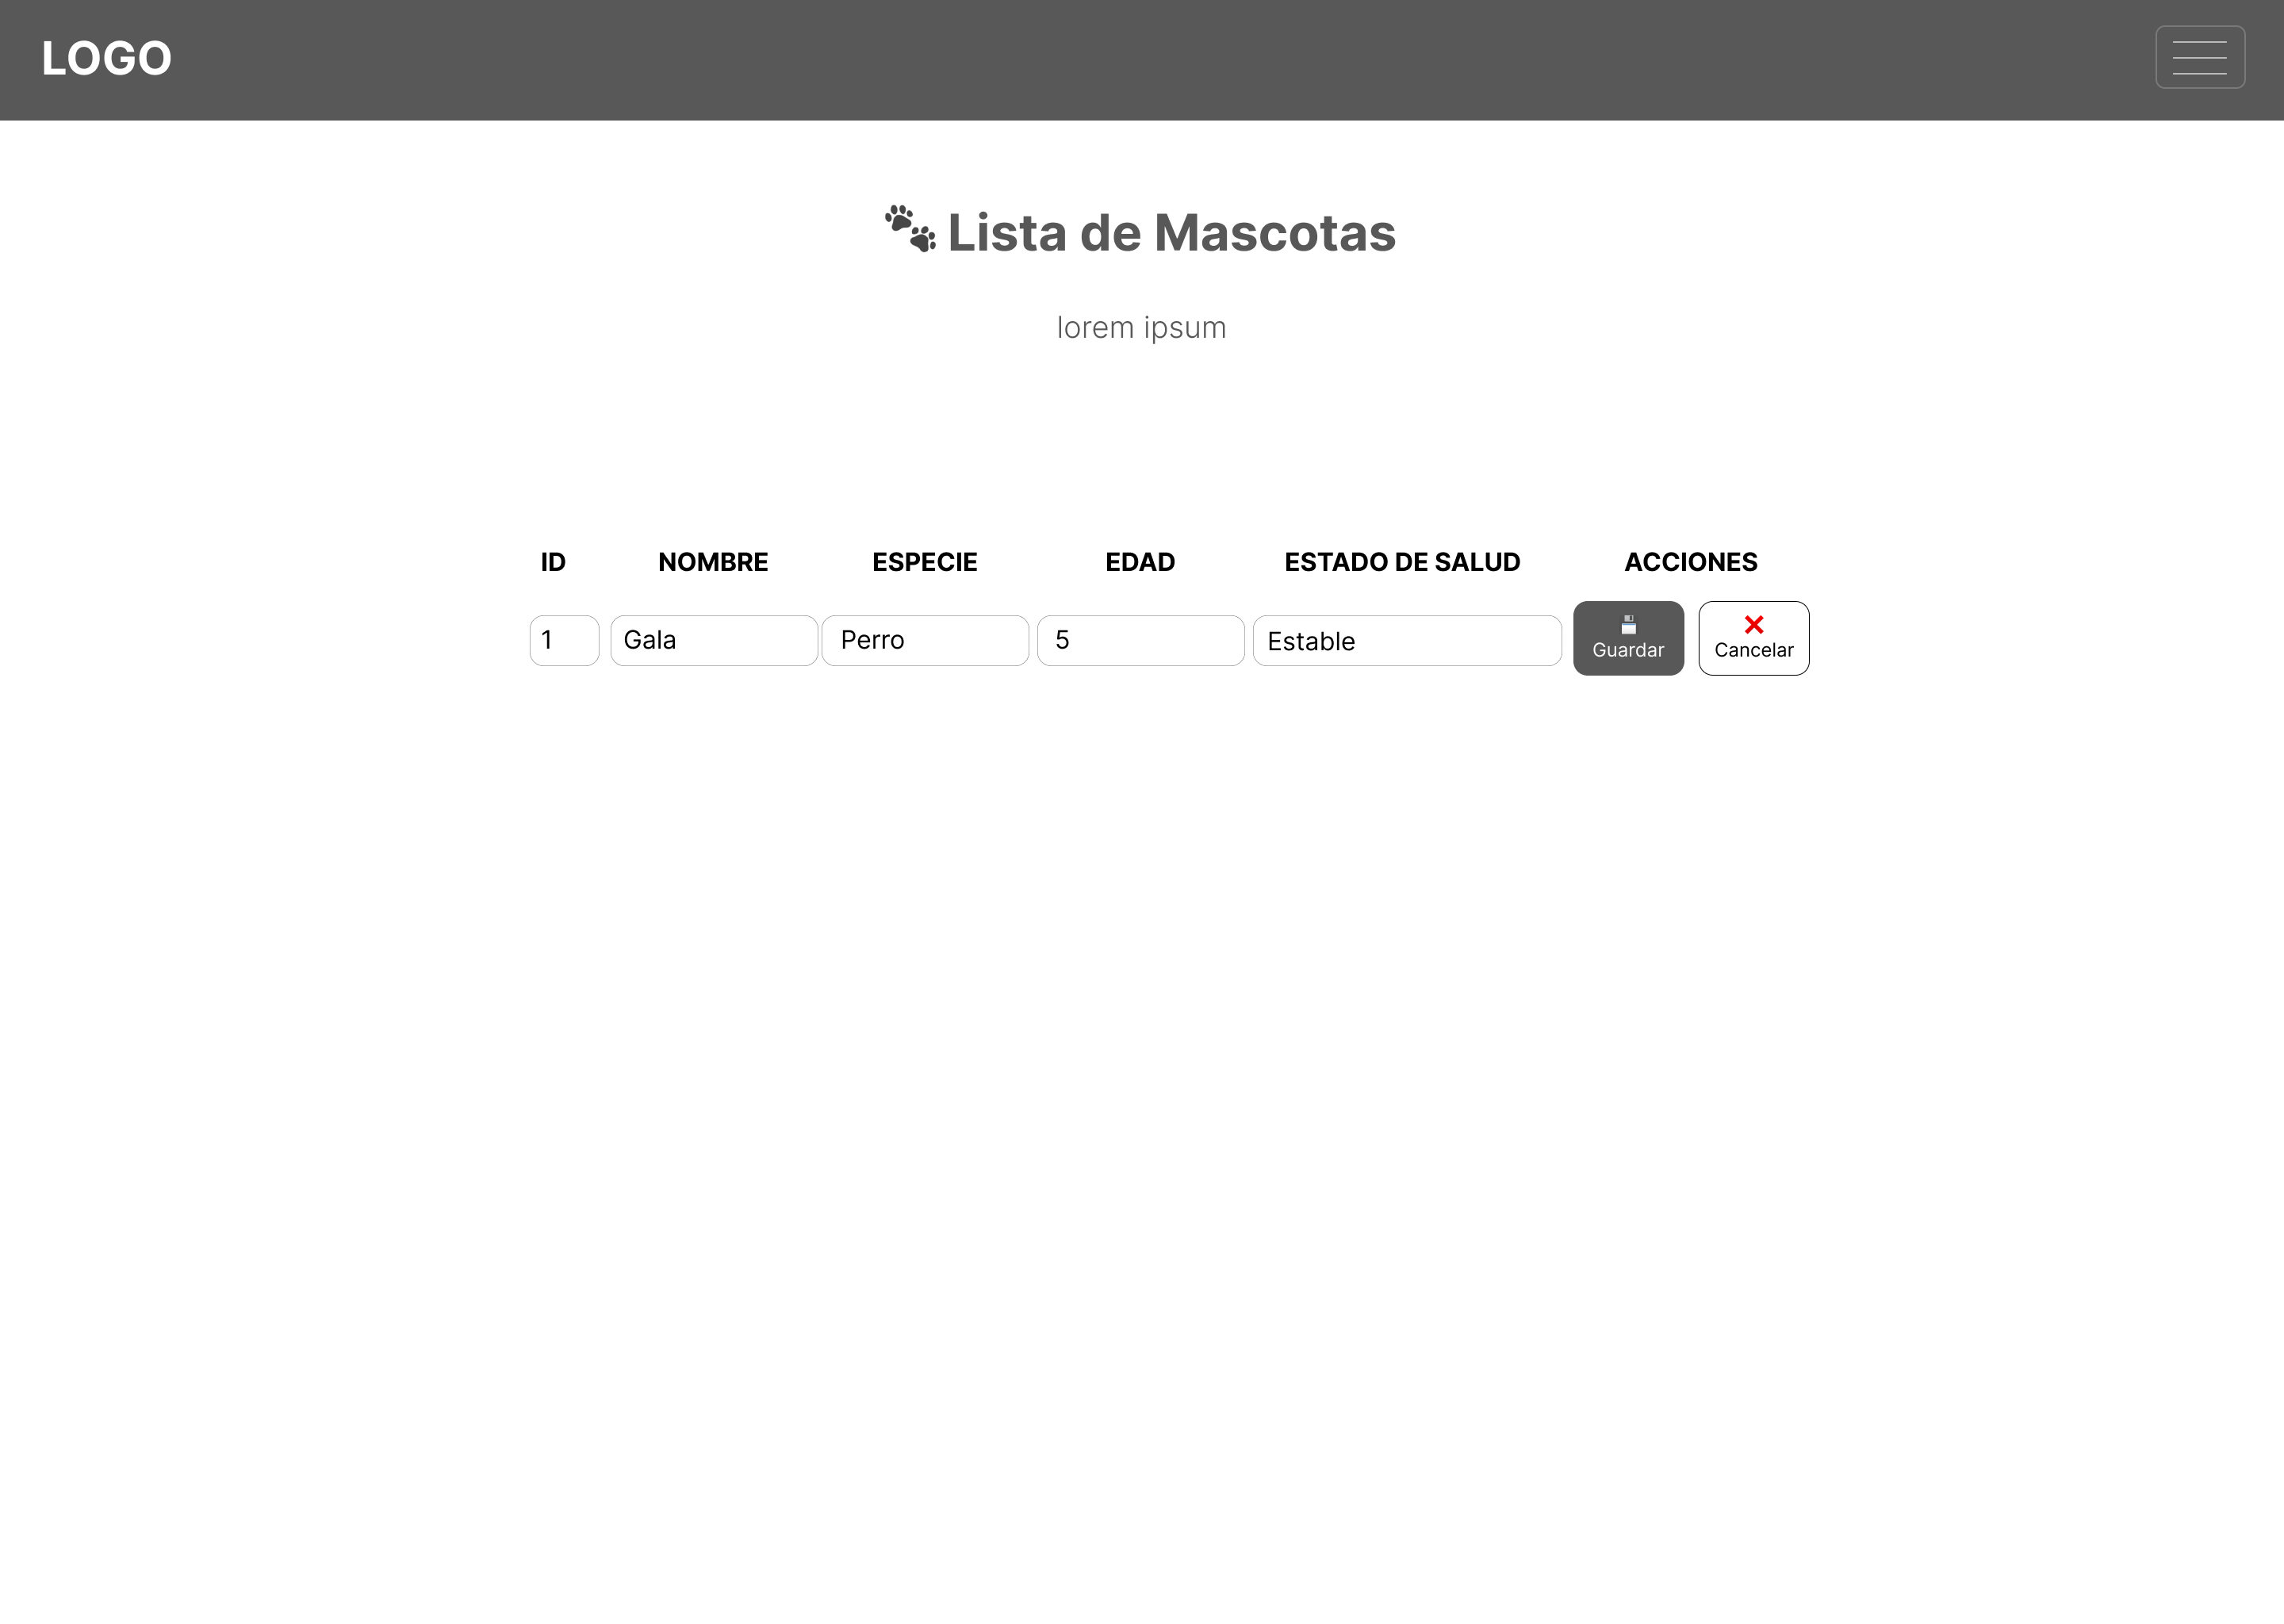 LOGO
Lista de Mascotas
lorem ipsum
ID NOMBRE ESPECIE EDAD ESTADO DE SALUD ACCIONES
1 Gala Perro 5 Estable Guardar Cancelar